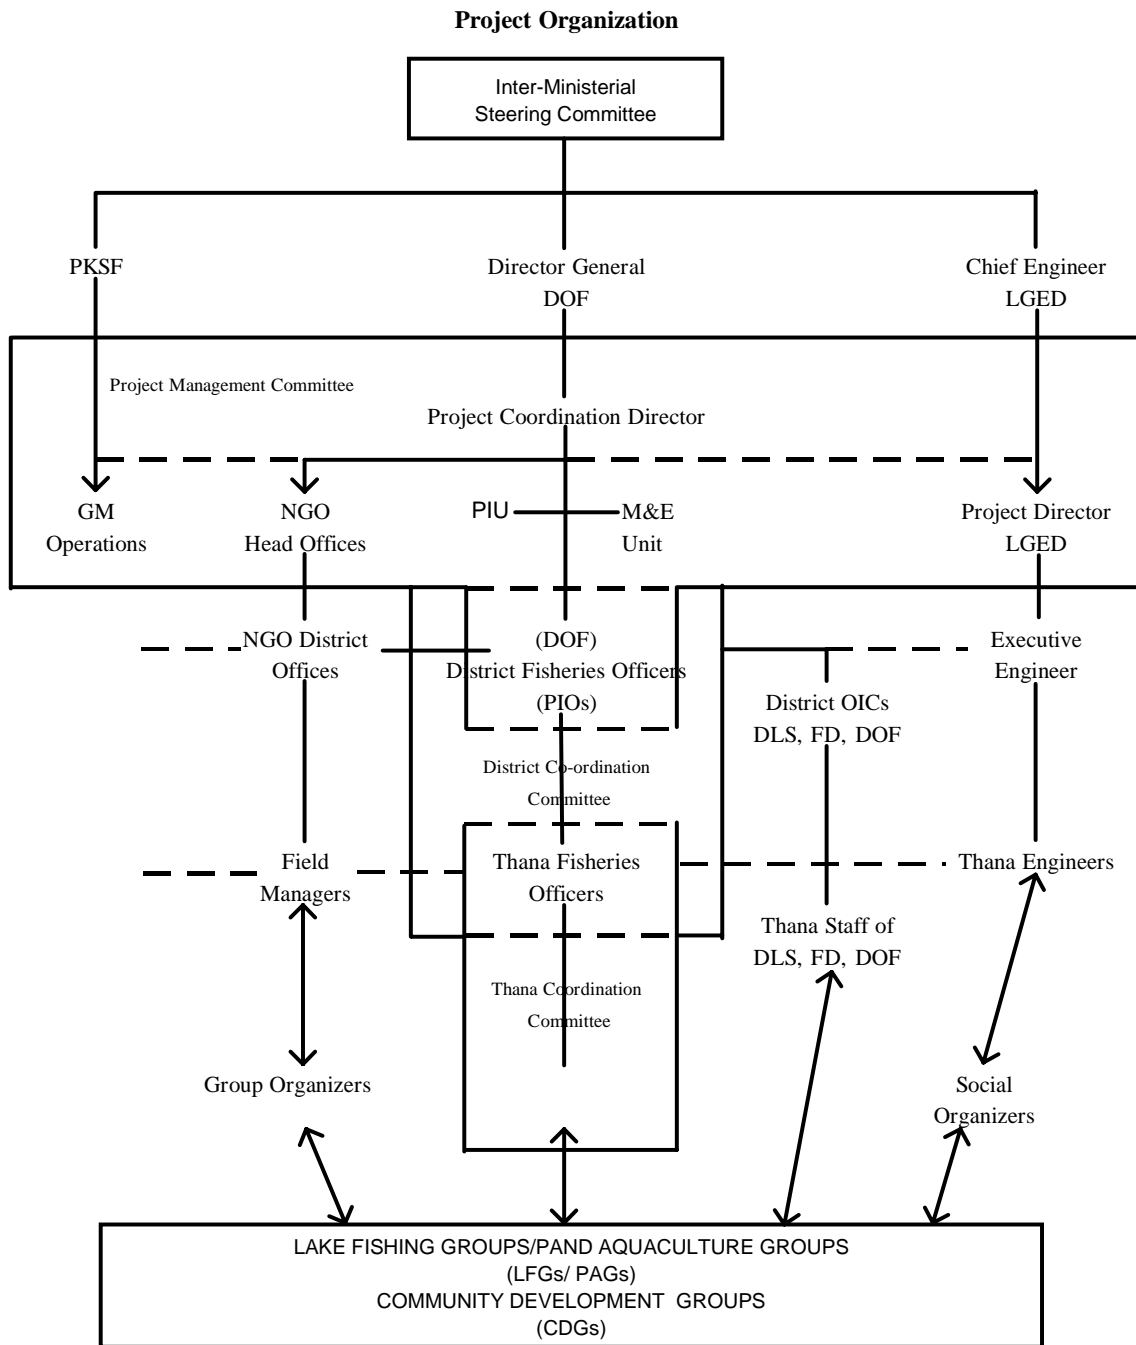 Project Organization
Inter-Ministerial
Steering Committee
PKSF
Director General
DOF
Chief Engineer
LGED
Project Management Committee
Project Coordination Director
GM
Operations
NGO
Head Offices
PIU
M&E
Unit
Project Director
LGED
NGO District
Offices
(DOF)
District Fisheries Officers
(PIOs)
District OICs
DLS, FD, DOF
Executive
Engineer
District Co-ordination
Committee
Field
Managers
Thana Fisheries
Officers
Thana Engineers
Thana Staff of
DLS, FD, DOF
Thana Coordination
Committee
Group Organizers
Social
Organizers
LAKE FISHING GROUPS/PAND AQUACULTURE GROUPS
(LFGs/ PAGs)
COMMUNITY DEVELOPMENT GROUPS
(CDGs)